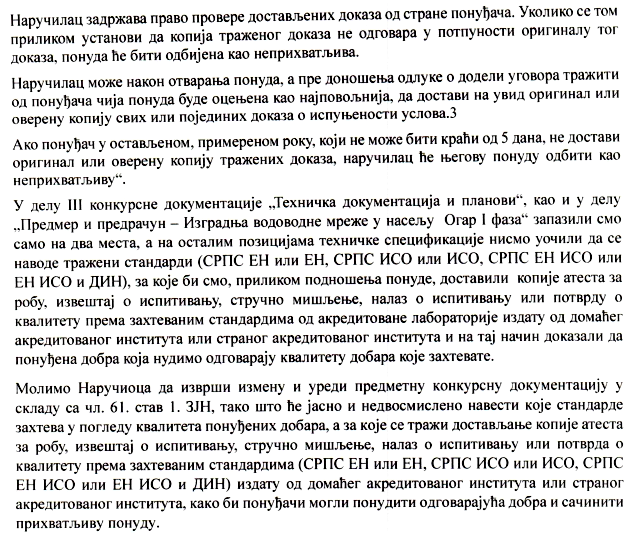 Наручилац задржава право провере достављених доказа од стране понуђача. Уколико се том
приликом установи да копија траженог доказа не одговара у потпуности оригиналу тог
доказа, понуда ће бити одбијена као неприхватљива.
Наручилац може након отварања понуда, а пре доношења одлуке о додели уговора тражити
од понуђача чија понуда буде оцењена као најповољнија, да достави на увид оригинал или
оверену копију свих или појединих доказа о испуњености услова.3
Ако понуђач у остављеном, примереном року, који не може бити краћи од 5 дана, не достави
оригинал или оверену копију тражених доказа, наручилац ће његову понуду одбити као
неприхватљиву“.
У делу III конкурсне документације „Техничка документација и планови“, као и у делу
„Предмер и предрачун – Изградња водоводне мреже у насељу Огар I фаза“ запазили смо
само на два места, а на осталим позицијама техничке спецификације нисмо уочили да се
наводе тражени стандарди (СРПС ЕН или ЕН, СРПС ИСО или ИСО, СРПС ЕН ИСО или
ЕН ИСО и ДИН), за које би смо, приликом подношења понуде, доставили копије атеста за
робу, извештај о испитивању, стручно мишљење, налаз о испитивању или потврду о
квалитету према захтеваним стандардима од акредитоване лабораторије издату од домаћег
акредитованог института или страног акредитованог института и на тај начин доказали да
понуђена добра која нудимо одговарају квалитету добара које захтевате.
Молимо Наручиоца да изврши измену и уреди предметну конкурсну документацију у
складу са чл. 61. став 1. ЗЈН, тако што ће јасно и недвосмислено навести које стандарде
захтева у погледу квалитета понуђених добара, а за које се тражи достављање копије атеста
за робу, извештај о испитивању, стручно мишљење, налаз о испитивању или потврда о
квалитету према захтеваним стандардима (СРПС ЕН или ЕН, СРПС ИСО или ИСО, СРПС
ЕН ИСО или ЕН ИСО и ДИН) издату од домаћег акредитованог института или страног
акредитованог института, како би понуђачи могли понудити одговарајућа добра и сачинити
прихватљиву понуду.